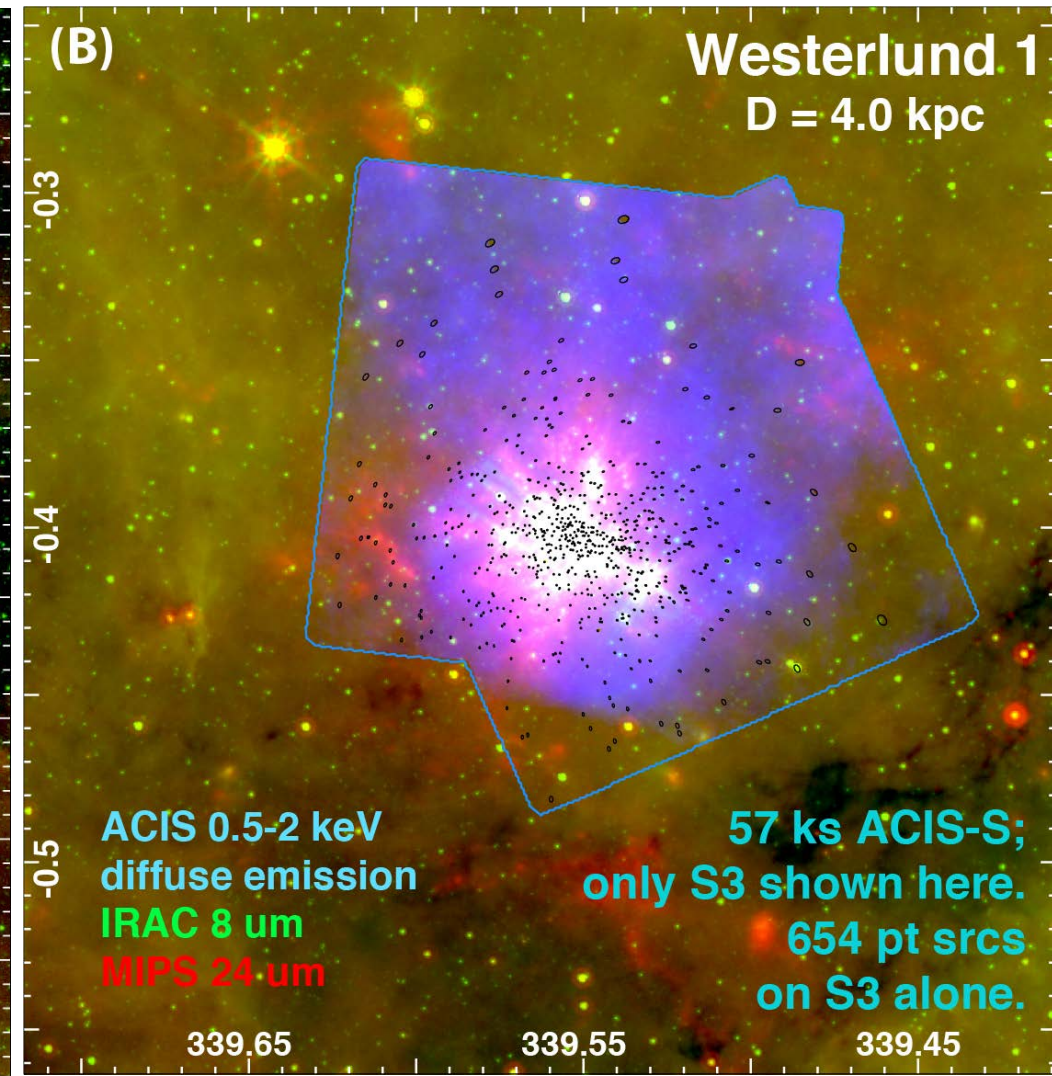 (B)
Westerlund 1
D = 4.0 kpc
-0.3
-0.4
-0.5
ACIS 0.5-2 keV
diffuse emission
IRAC 8 um
MIPS 24 um
57 ks ACIS-S;
only S3 shown here.
654 pt srcs
on S3 alone.
339.65
339.55
339.45